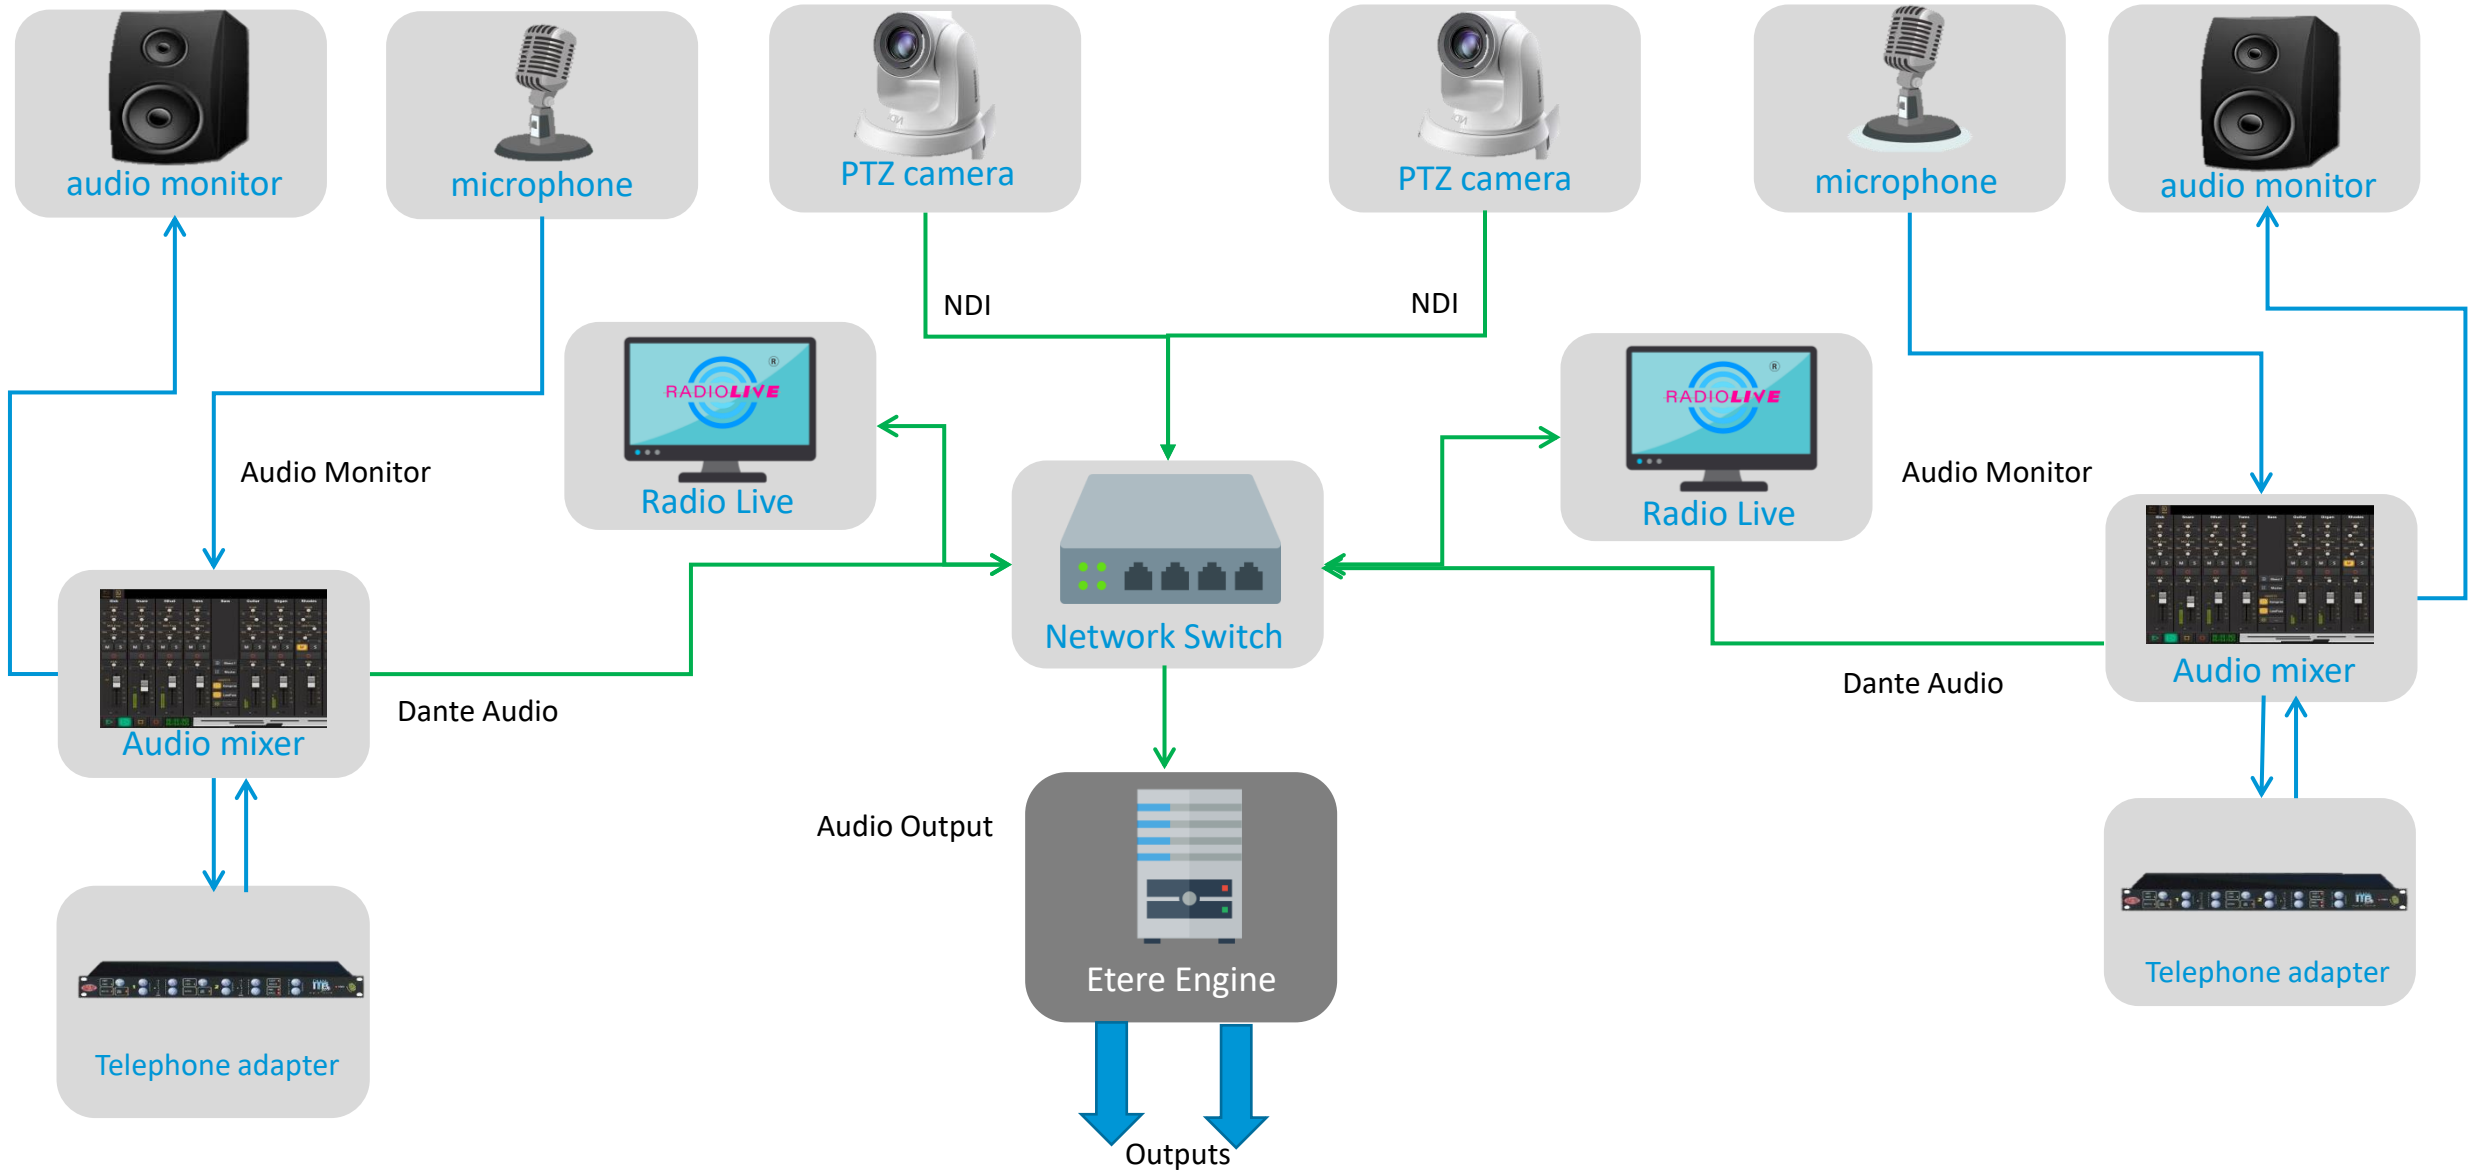 audio monitor
microphone
PTZ camera
PTZ camera
microphone
audio monitor
NDI
NDI
RADIOLIVE ®
Radio Live
RADIOLIVE ®
Radio Live
Audio Monitor
Audio Monitor
Network Switch
Audio mixer
Audio mixer
Dante Audio
Dante Audio
Audio Output
Etere Engine
Telephone adapter
Telephone adapter
Outputs